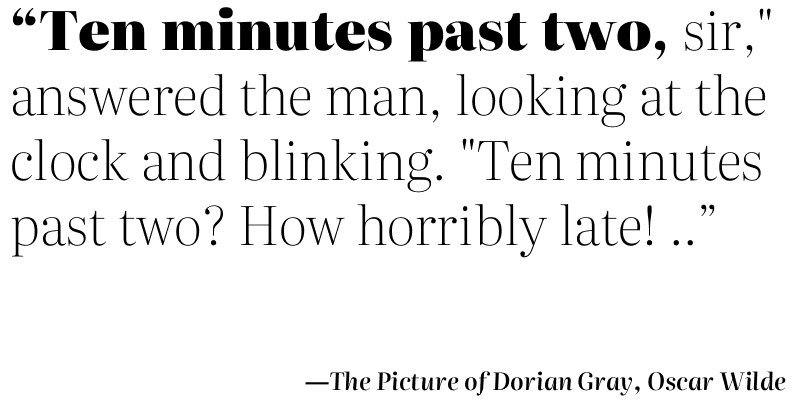 “Ten minutes past two, sir,"
answered the man, looking at the
clock and blinking. "Ten minutes
past two? How horribly late! ..”
—The Picture of Dorian Gray, Oscar Wilde